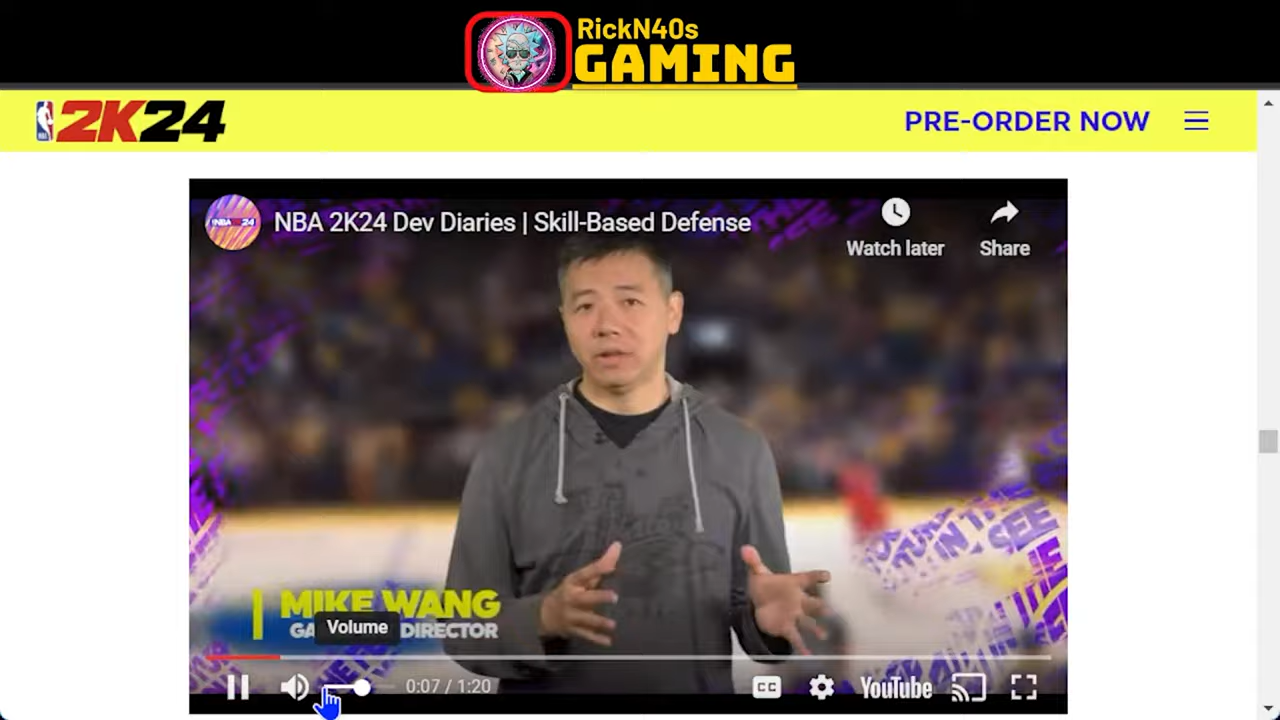 RickN40s
GAMING
2K24
PRE-ORDER NOW
NBA 2K24 Dev Diaries | Skill-Based Defense
Watch later
Share
MIKE WANG
DIRECTOR
Volume
0:07 / 1:20
CC
YouTube